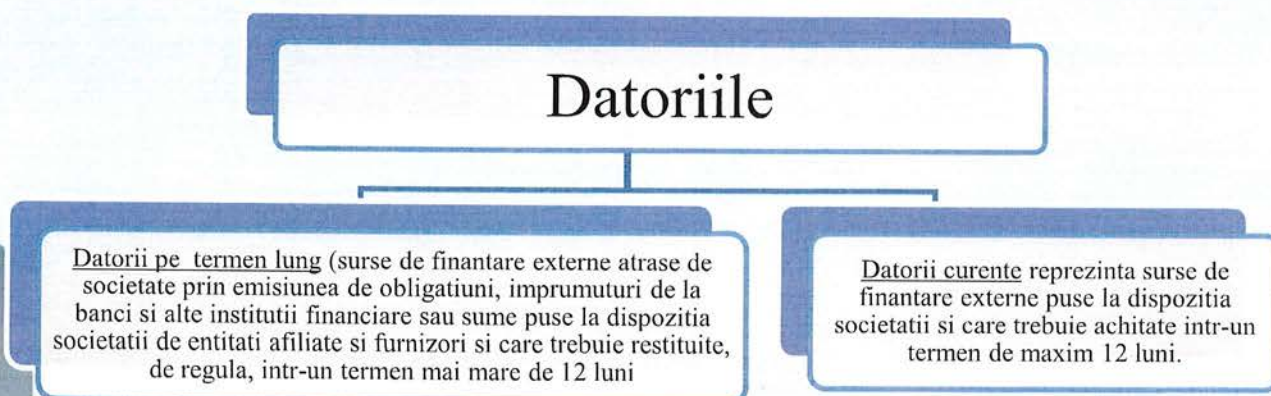 Datoriile
Datorii pe termen lung (surse de finantare externe atrase de
societate prin emisiunea de obligatiuni, imprumuturi de la
banci si alte institutii financiare sau sume puse la dispozitia
societatii de entitati afiliate si furnizori si care trebuie restituite,
de regula, intr-un termen mai mare de 12 luni
Datorii curente reprezinta surse de
finantare externe puse la dispozitia
societatii si care trebuie achitate intr-un
termen de maxim 12 luni.